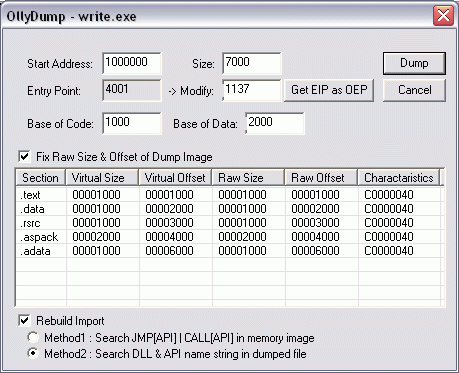 OllyDump - write.exe
Start Address: 1000000 Size: 7000 Dump
Entry Point: 4001 -> Modify: 1137 Get EIP as OEP Cancel
Base of Code: 1000 Base of Data: 2000
Fix Raw Size & Offset of Dump Image
Section Virtual Size Virtual Offset Raw Size Raw Offset Charactaristics
.text 00001000 00001000 00001000 00001000 C0000040
.data 00001000 00002000 00001000 00002000 C0000040
.rsrc 00001000 00003000 00001000 00003000 C0000040
.aspack 00002000 00004000 00002000 00004000 C0000040
.adata 00001000 00006000 00001000 00006000 C0000040
Rebuild Import
Method1 : Search JMP[API] | CALL[API] in memory image
Method2 : Search DLL & API name string in dumped file